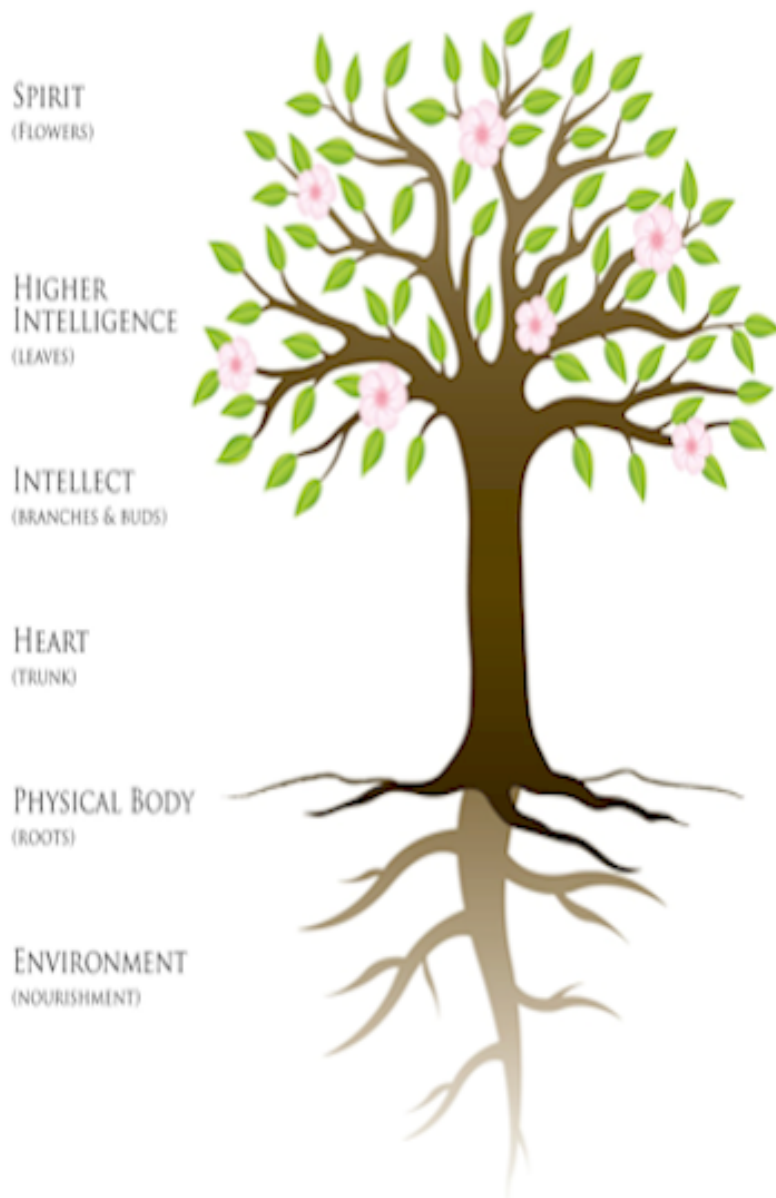 SPIRIT
(FLOWERS)
HIGHER
INTELLIGENCE
(LEAVES)
INTELLECT
(BRANCHES & BUDS)
HEART
(TRUNK)
PHYSICAL BODY
(ROOTS)
ENVIRONMENT
(NOURISHMENT)